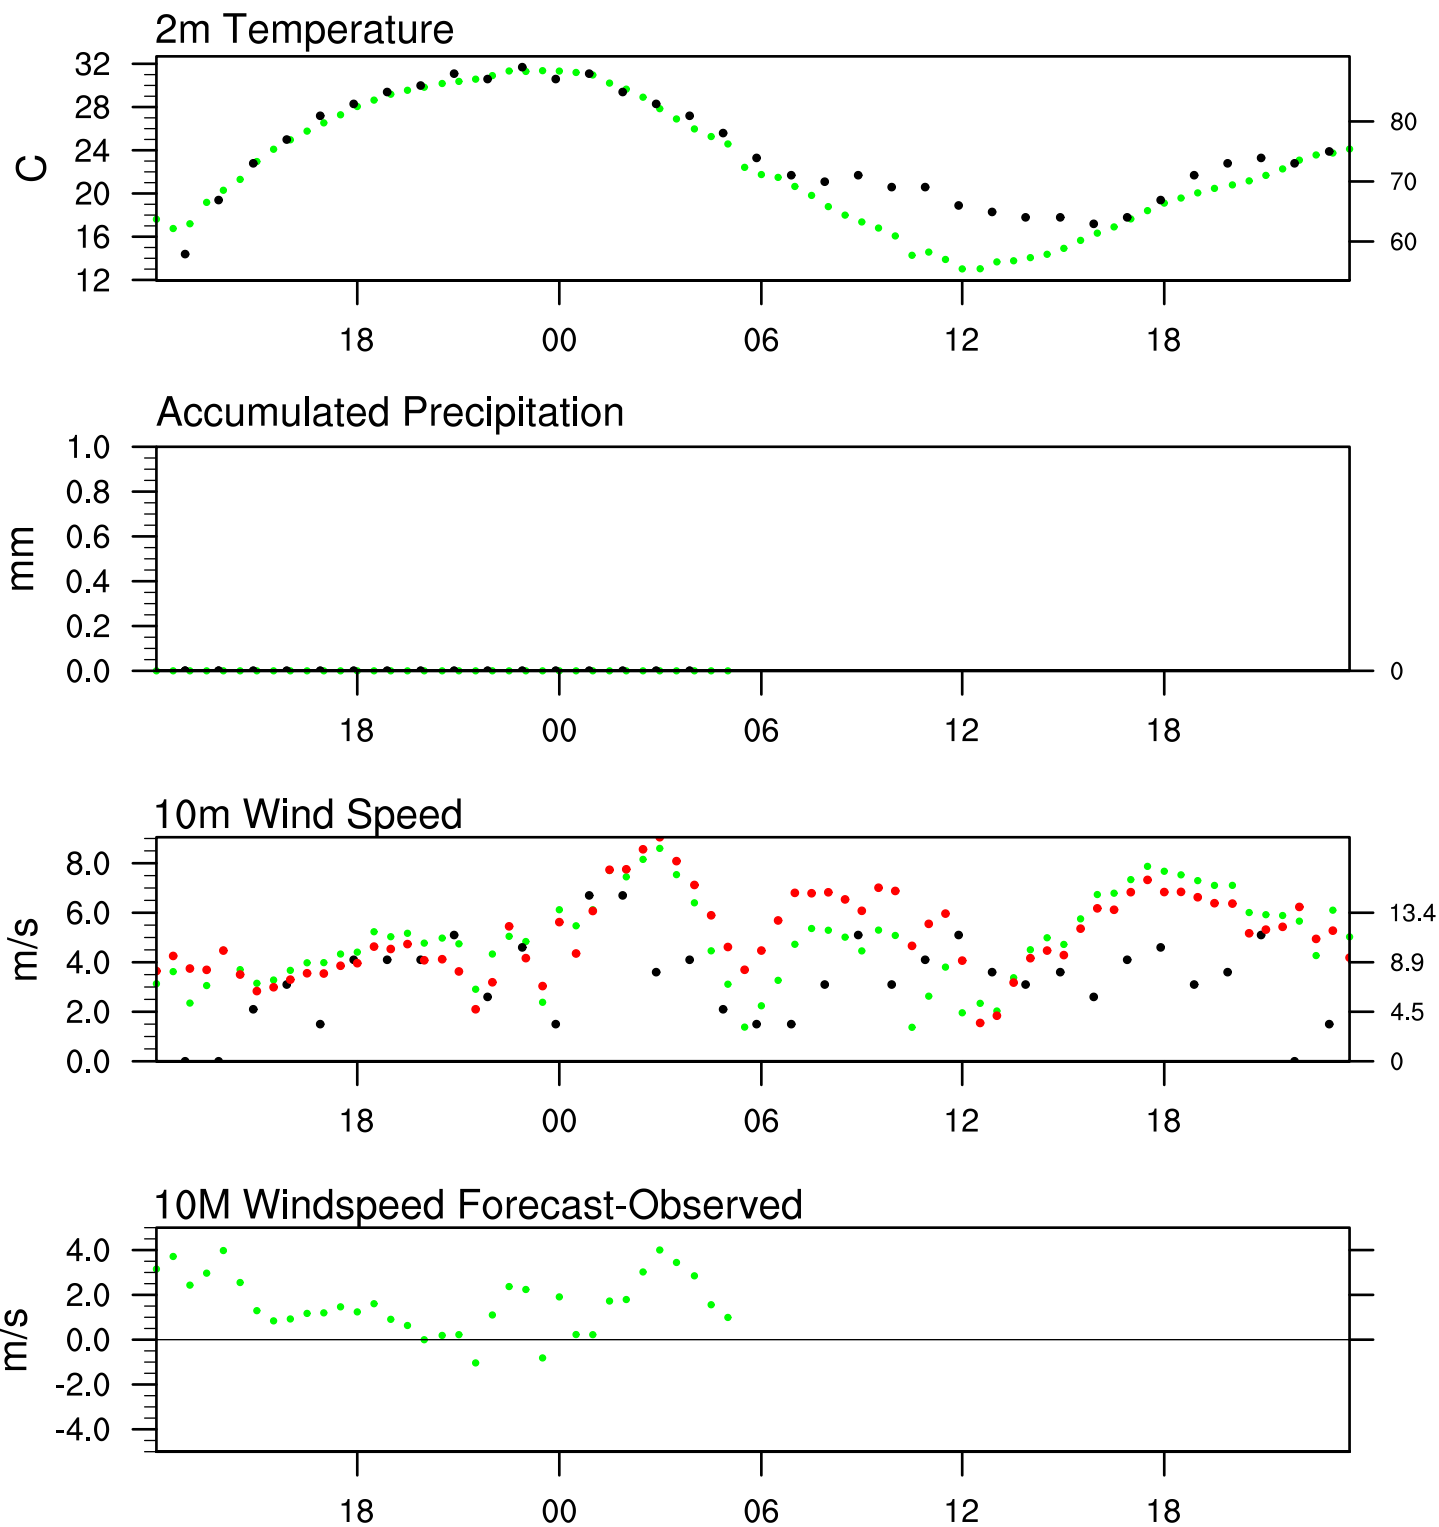 2m Temperature
32
28
24
20
16
12
C
80
70
60
18 00 06 12 18
Accumulated Precipitation
1.0
0.8
0.6
0.4
0.2
0.0
mm
0
18 00 06 12 18
10m Wind Speed
8.0
6.0
4.0
2.0
0.0
m/s
13.4
8.9
4.5
0
18 00 06 12 18
10M Windspeed Forecast-Observed
4.0
2.0
0.0
-2.0
-4.0
m/s
18 00 06 12 18